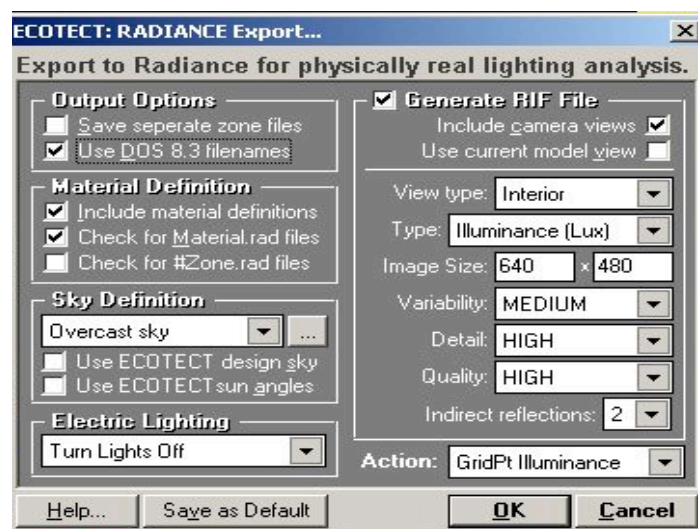 ECOTECT: RADIANCE Export...
Export to Radiance for physically real lighting analysis.
Output Options
Save seperate zone files
Use DOS 8.3 filenames
Material Definition
Include material definitions
Check for Material.rad files
Check for #Zone.rad files
Sky Definition
Overcast sky
...
Use ECOTECT design sky
Use ECOTECT sun angles
Electric Lighting
Turn Lights Off
Generate RIF File
Include camera views
Use current model view
View type: Interior
Type: Illuminance (Lux)
Image Size: 640 x 480
Variability: MEDIUM
Detail: HIGH
Quality: HIGH
Indirect reflections: 2
Action: GridPt Illuminance
Help... Save as Default OK Cancel